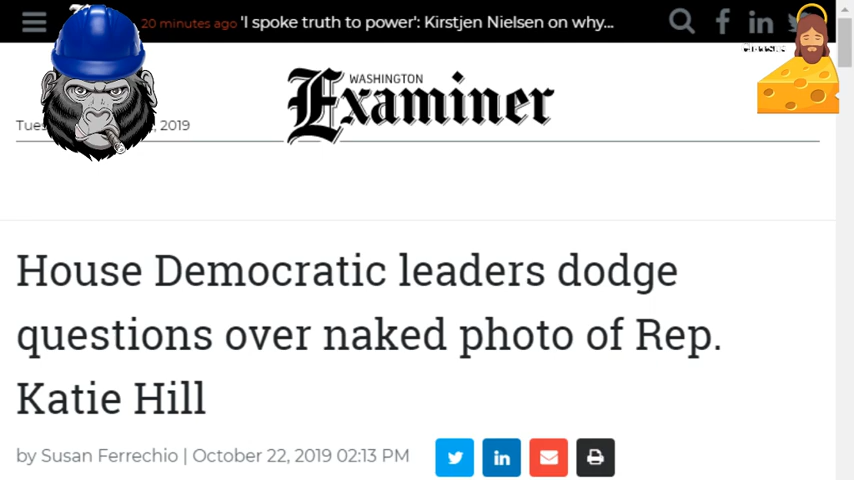 20 minutes ago 'I spoke truth to power': Kirstjen Nielsen on why...
WASHINGTON
Examiner
Tues , 2019
House Democratic leaders dodge
questions over naked photo of Rep.
Katie Hill
by Susan Ferrechio | October 22, 2019 02:13 PM